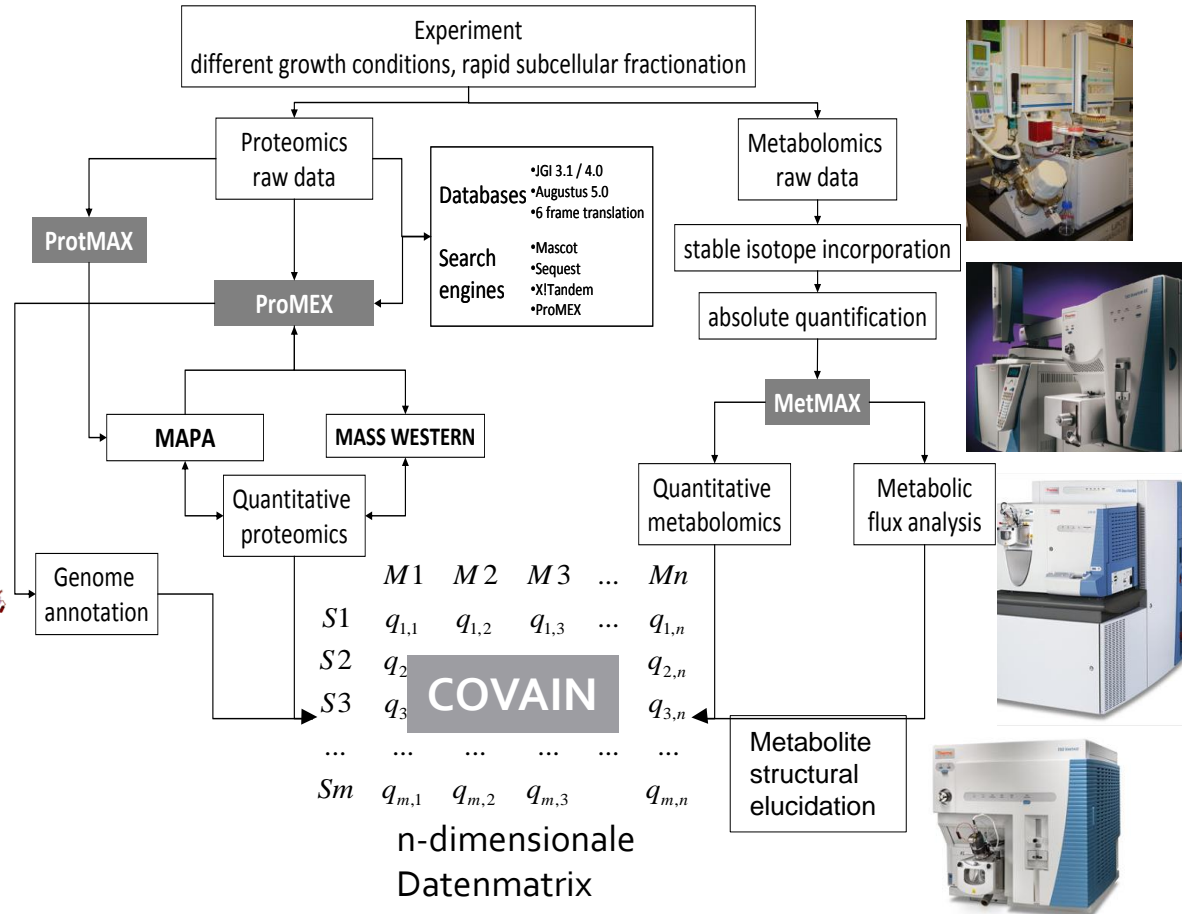 Experiment
different growth conditions, rapid subcellular fractionation
Proteomics
raw data
Metabolomics
raw data
Databases
•JGI 3.1 / 4.0
•Augustus 5.0
•6 frame translation
Search
engines
•Mascot
•Sequest
•X!Tandem
•ProMEX
ProtMAX
ProMEX
stable isotope incorporation
absolute quantification
MetMAX
MAPA
MASS WESTERN
Quantitative
proteomics
Quantitative
metabolomics
Metabolic
flux analysis
Genome
annotation
M1 M2 M3 ... Mn
S1 q1,1 q1,2 q1,3 ... q1,n
S2 q2 q2,n
COVAIN
S3 q3 q3,n
... ... ... ... ... ...
Sm qm,1 qm,2 qm,3 qm,n
Metabolite
structural
elucidation
n-dimensionale
Datenmatrix